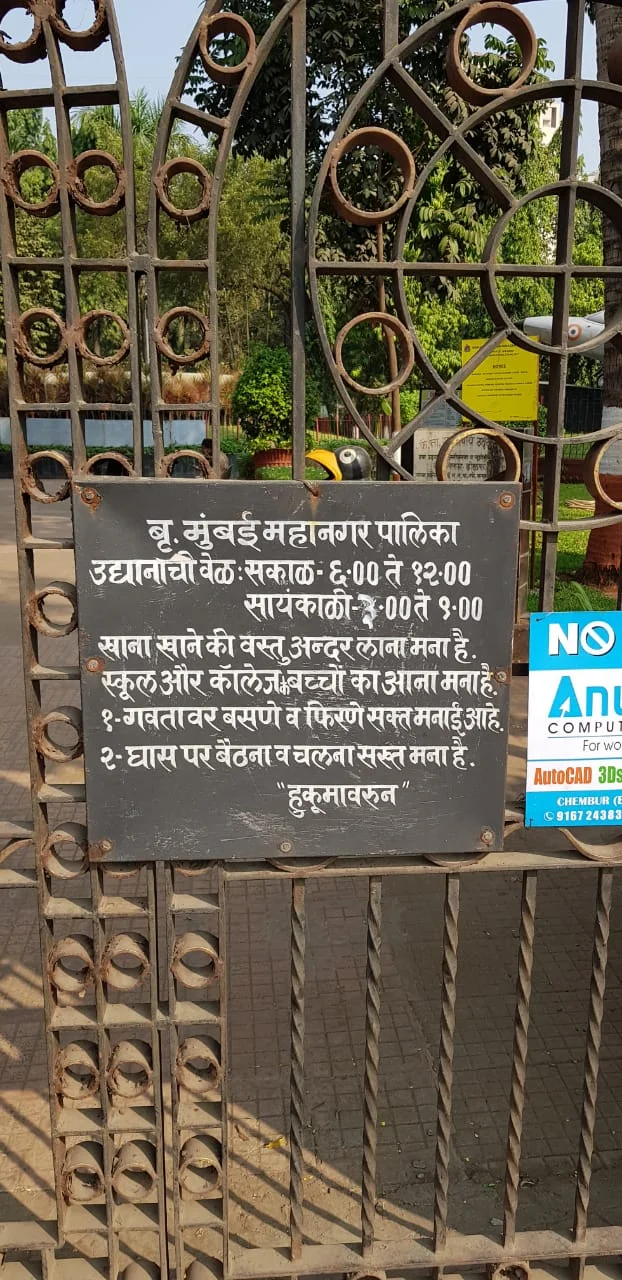 बृ. मुंबई महानगर पालिका
उद्यानाची वेळ: सकाळ - ६.०० ते १२.००
सायंकाळी - .०० ते ९.००
खाना खाने की वस्तु अन्दर लाना मना है.
स्कूल और कॉलेज के बच्चों का आना मना है.
१- गवतावर बसणे व फिरणे सक्त मनाई आहे.
२- घास पर बैठना व चलना सख्त मना है.
"हुकूमावरुन"
NO
Anu
COMPUT
For wo
AutoCAD 3Ds
CHEMBUR (E
9167 24383